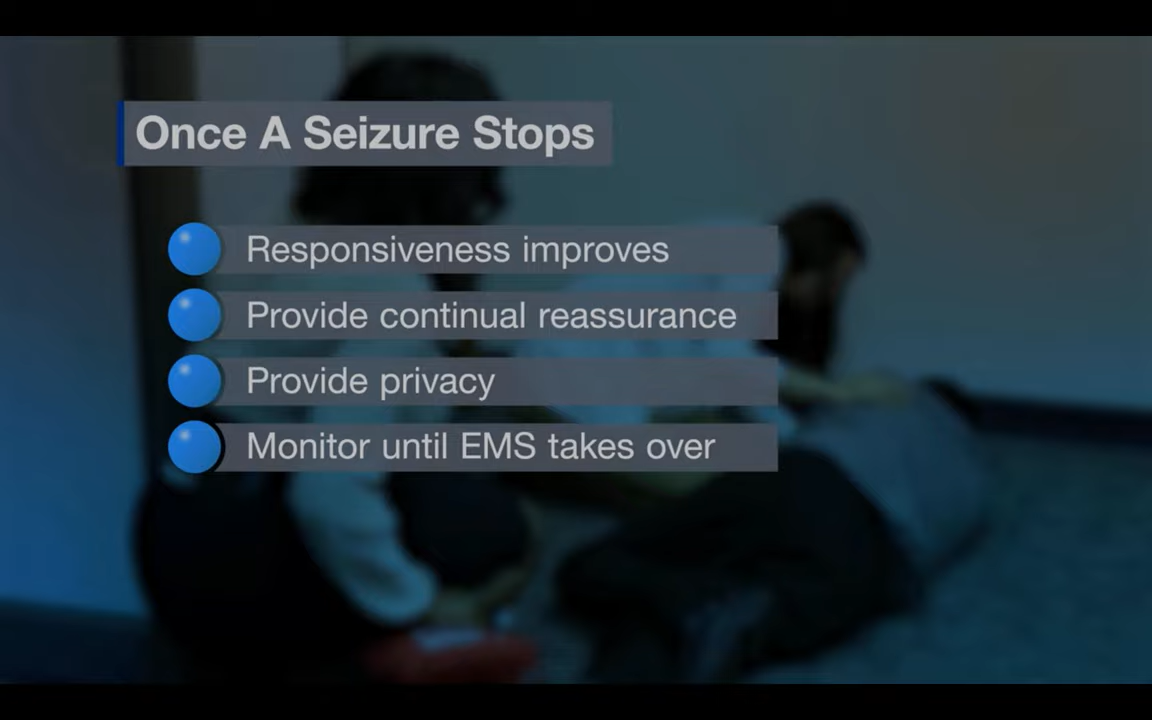 Once A Seizure Stops
Responsiveness improves
Provide continual reassurance
Provide privacy
Monitor until EMS takes over